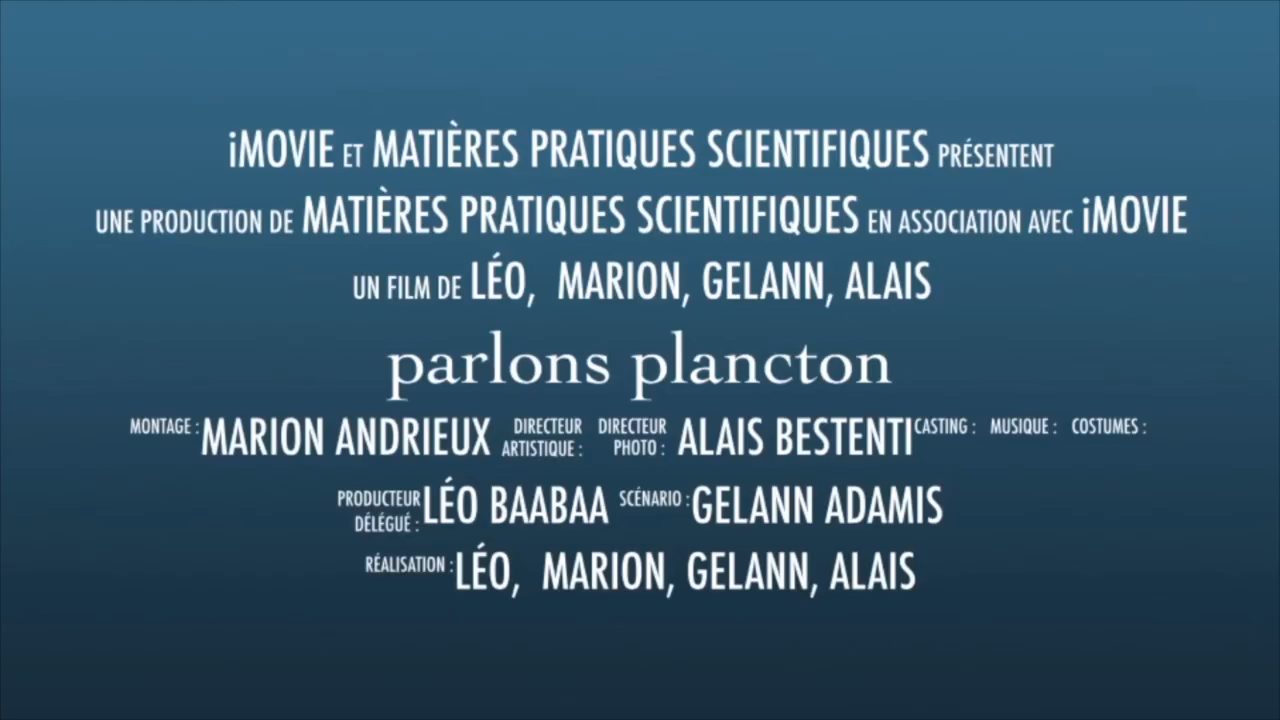 iMOVIE ET MATIÈRES PRATIQUES SCIENTIFIQUES PRÉSENTENT
UNE PRODUCTION DE MATIÈRES PRATIQUES SCIENTIFIQUES EN ASSOCIATION AVEC iMOVIE
UN FILM DE LÉO, MARION, GELANN, ALAIS
parlons plancton
MONTAGE : MARION ANDRIEUX DIRECTEUR ARTISTIQUE : DIRECTEUR PHOTO : ALAIS BESTENTI CASTING : MUSIQUE : COSTUMES :
PRODUCTEUR DÉLÉGUÉ : LÉO BAABAA SCÉNARIO : GELANN ADAMIS
RÉALISATION : LÉO, MARION, GELANN, ALAIS